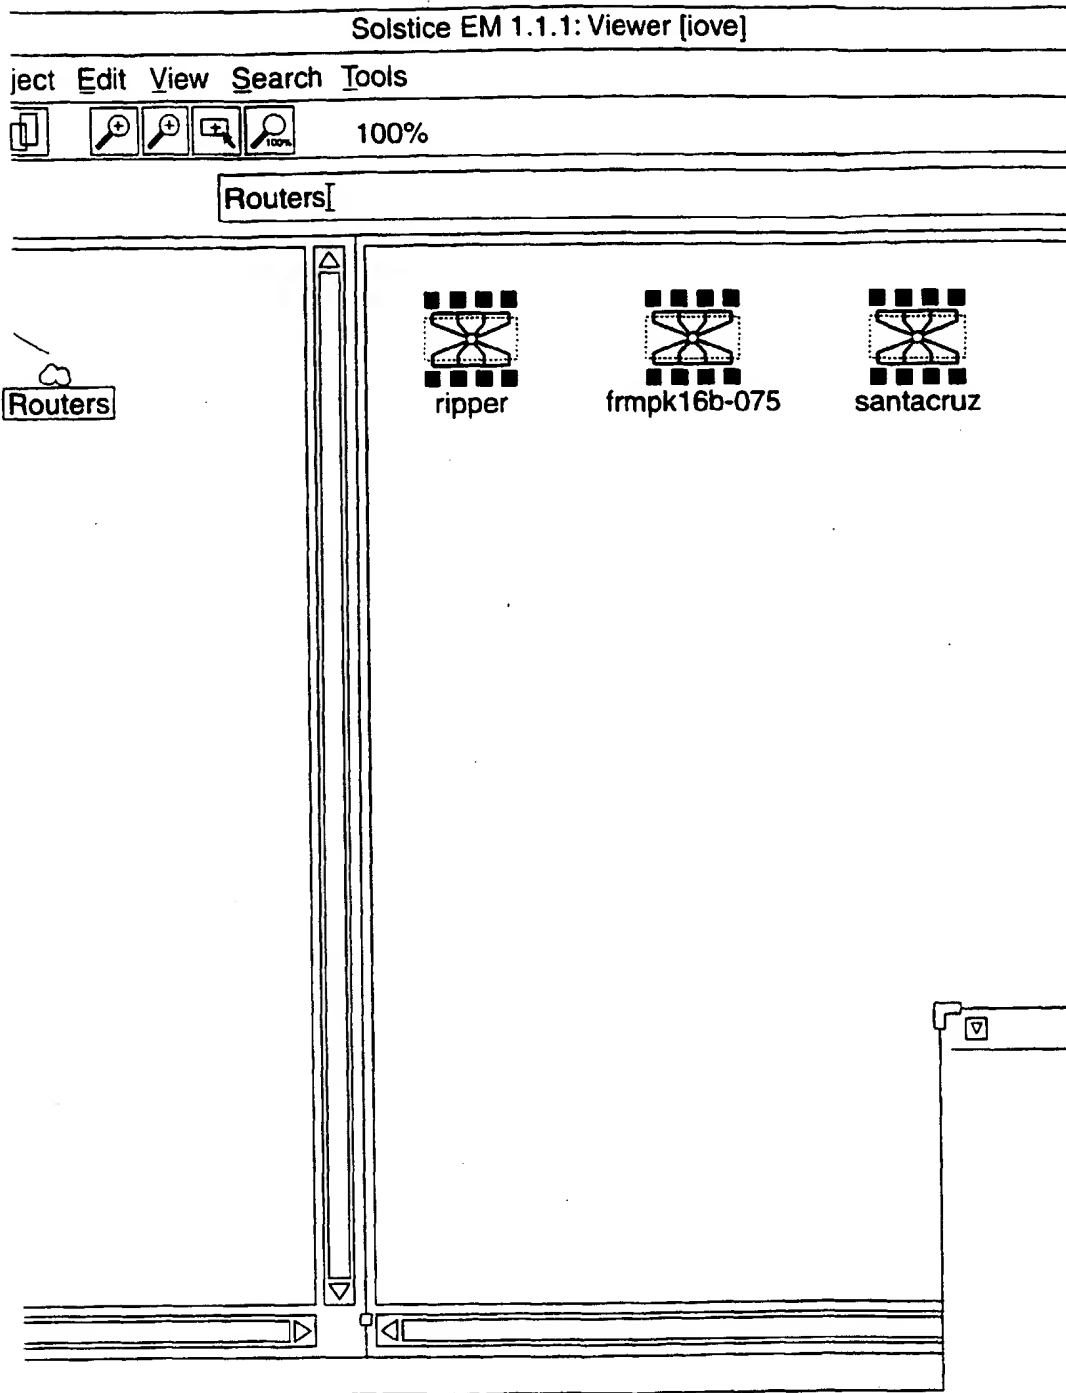 Solstice EM 1.1.1: Viewer [iove]
ject Edit View Search Tools
100%
100%
Routers
Routers
ripper frmpk16b-075 santacruz